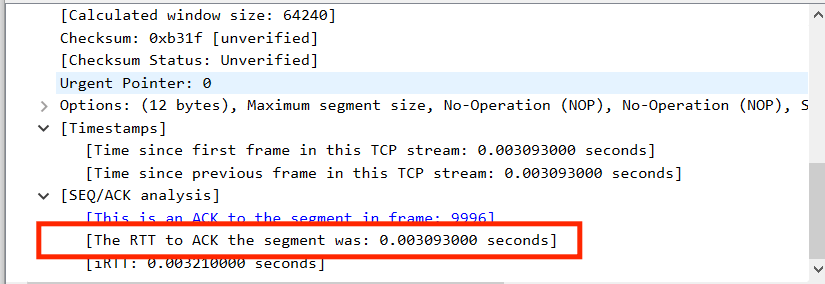 [Calculated window size: 64240]
Checksum: 0xb31f [unverified]
[Checksum Status: Unverified]
Urgent Pointer: 0
Options: (12 bytes), Maximum segment size, No-Operation (NOP), No-Operation (NOP), S
[Timestamps]
[Time since first frame in this TCP stream: 0.003093000 seconds]
[Time since previous frame in this TCP stream: 0.003093000 seconds]
[SEQ/ACK analysis]
[This is an ACK to the segment in frame: 9996]
[The RTT to ACK the segment was: 0.003093000 seconds]
[iRTT: 0.003210000 seconds]